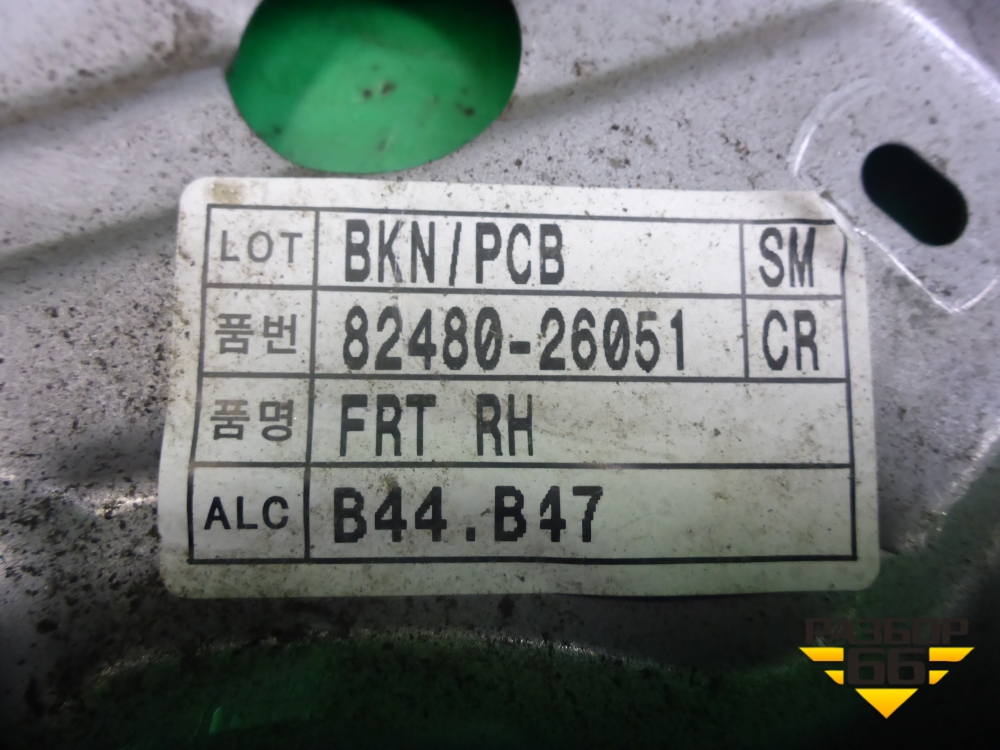 LOT BKN/PCB SM
품번 82480-26051 CR
품명 FRT RH
ALC B44.B47
РАЗБОР
66